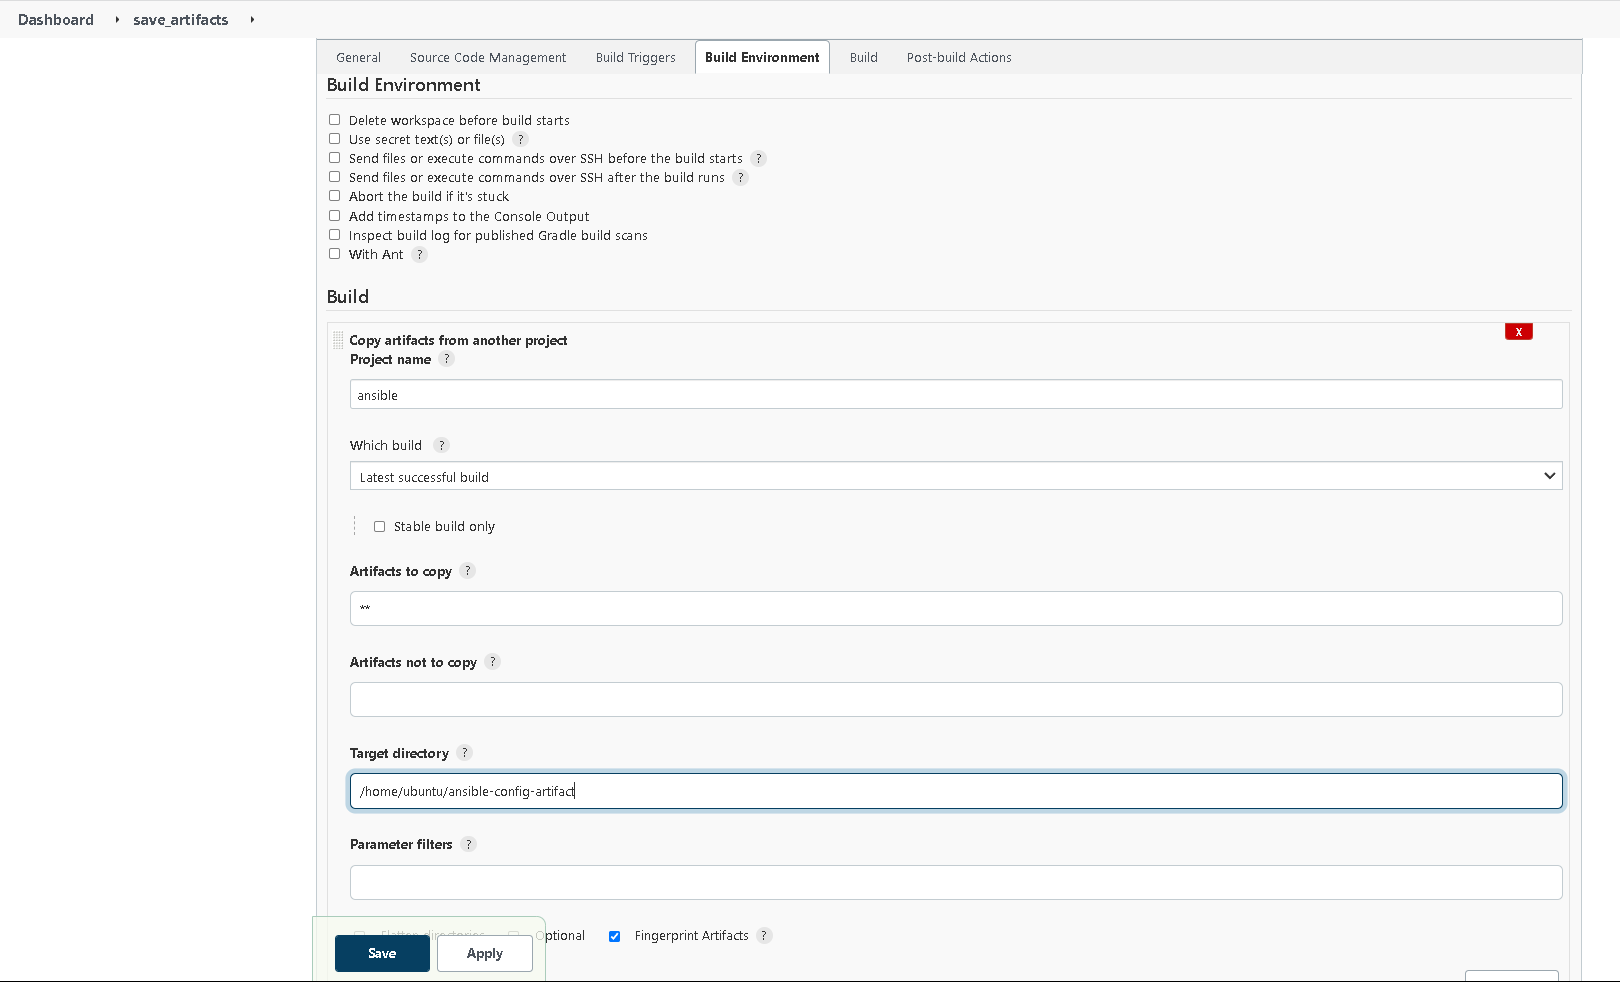 Dashboard save_artifacts
General Source Code Management Build Triggers Build Environment Build Post-build Actions
Build Environment
Delete workspace before build starts
Use secret text(s) or file(s) ?
Send files or execute commands over SSH before the build starts ?
Send files or execute commands over SSH after the build runs ?
Abort the build if it's stuck
Add timestamps to the Console Output
Inspect build log for published Gradle build scans
With Ant ?
Build
X
Copy artifacts from another project
Project name ?
ansible
Which build ?
Latest successful build
Stable build only
Artifacts to copy ?
**
Artifacts not to copy ?
Target directory ?
/home/ubuntu/ansible-config-artifact
Parameter filters ?
Flatten directories Optional Fingerprint Artifacts ?
Save Apply